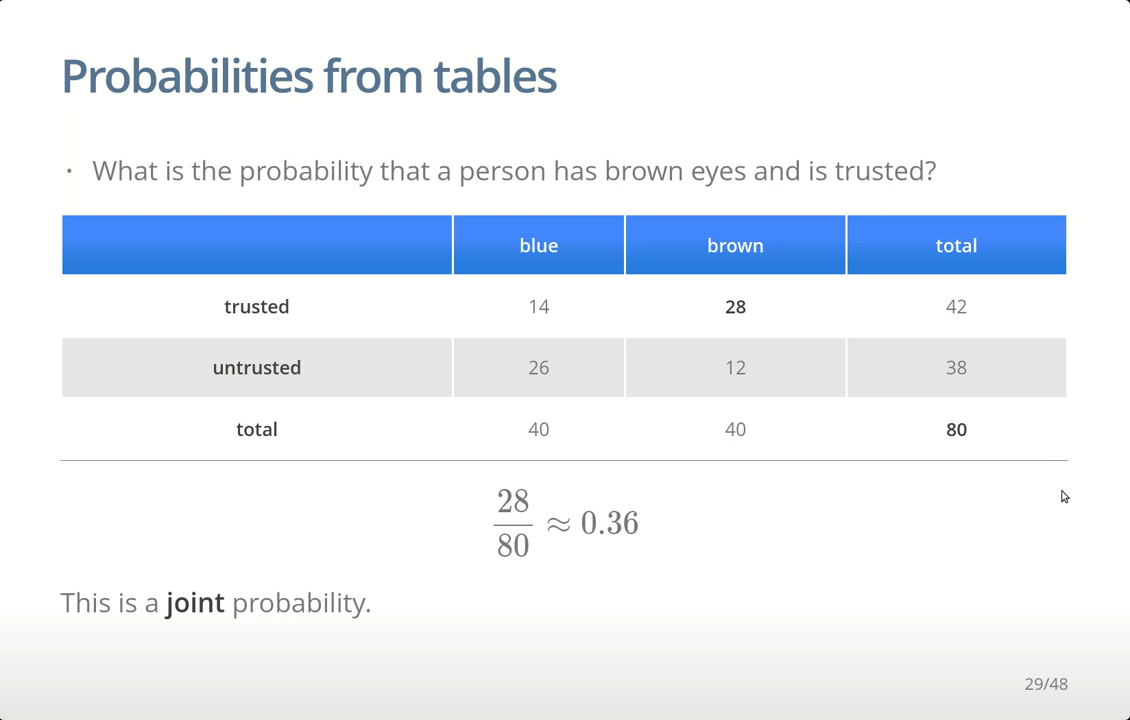 Probabilities from tables
· What is the probability that a person has brown eyes and is trusted?
blue brown total
trusted 14 28 42
untrusted 26 12 38
total 40 40 80
28
80
≈ 0.36
This is a joint probability.
29/48